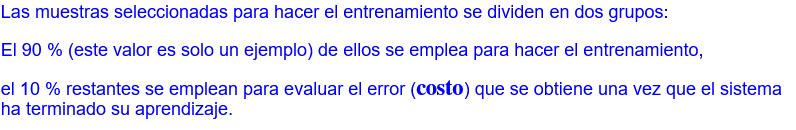 Las muestras seleccionadas para hacer el entrenamiento se dividen en dos grupos:
El 90 % (este valor es solo un ejemplo) de ellos se emplea para hacer el entrenamiento,
el 10 % restantes se emplean para evaluar el error (costo) que se obtiene una vez que el sistema
ha terminado su aprendizaje.